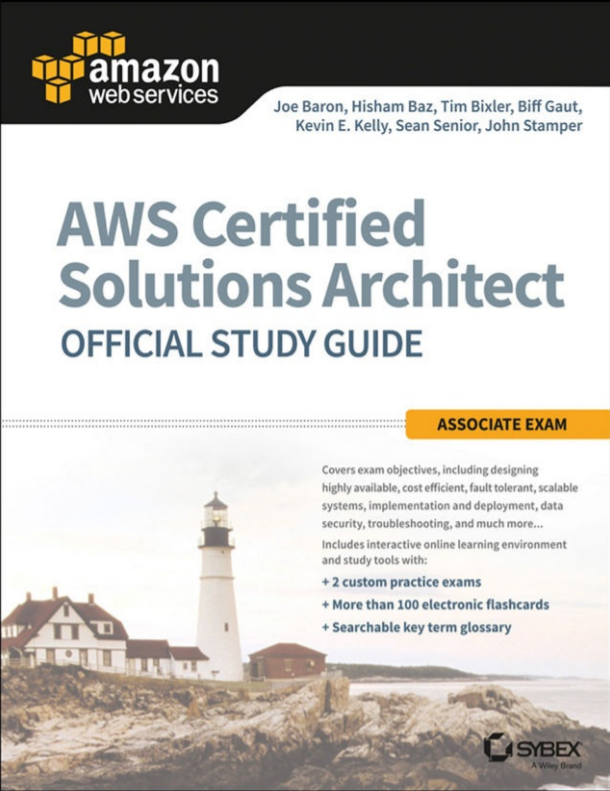 amazon
webservices
Joe Baron, Hisham Baz, Tim Bixler, Biff Gaut,
Kevin E. Kelly, Sean Senior, John Stamper
AWS Certified
Solutions Architect
OFFICIAL STUDY GUIDE
ASSOCIATE EXAM
Covers exam objectives, including designing
highly available, cost efficient, fault tolerant, scalable
systems, implementation and deployment, data
security, troubleshooting, and much more...
Includes interactive online learning environment
and study tools with:
+ 2 custom practice exams
+ More than 100 electronic flashcards
+ Searchable key term glossary
SYBEX
A Wiley Brand